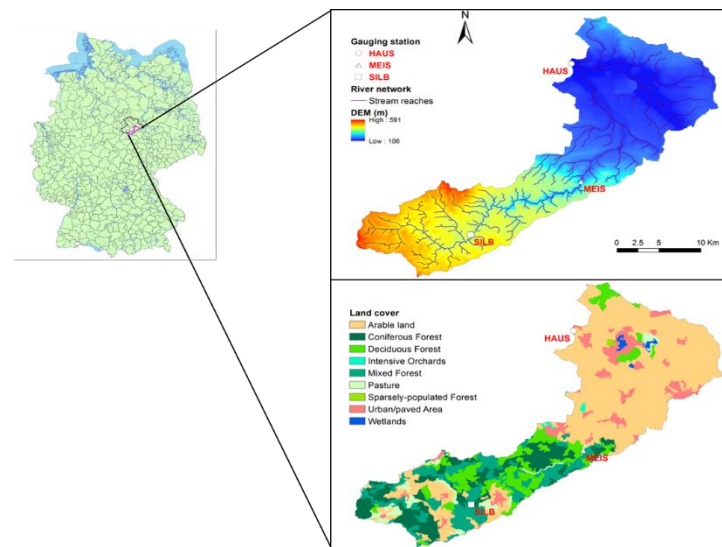 N
Gauging station
HAUS
MEIS
SILB
River network
Stream reaches
DEM (m)
High : 591
Low : 106
HAUS
MEIS
SILB
0 2.5 5 10 Km
Land cover
Arable land
Coniferous Forest
Deciduous Forest
Intensive Orchards
Mixed Forest
Pasture
Sparsely-populated Forest
Urban/paved Area
Wetlands
HAUS
MEIS
SILB